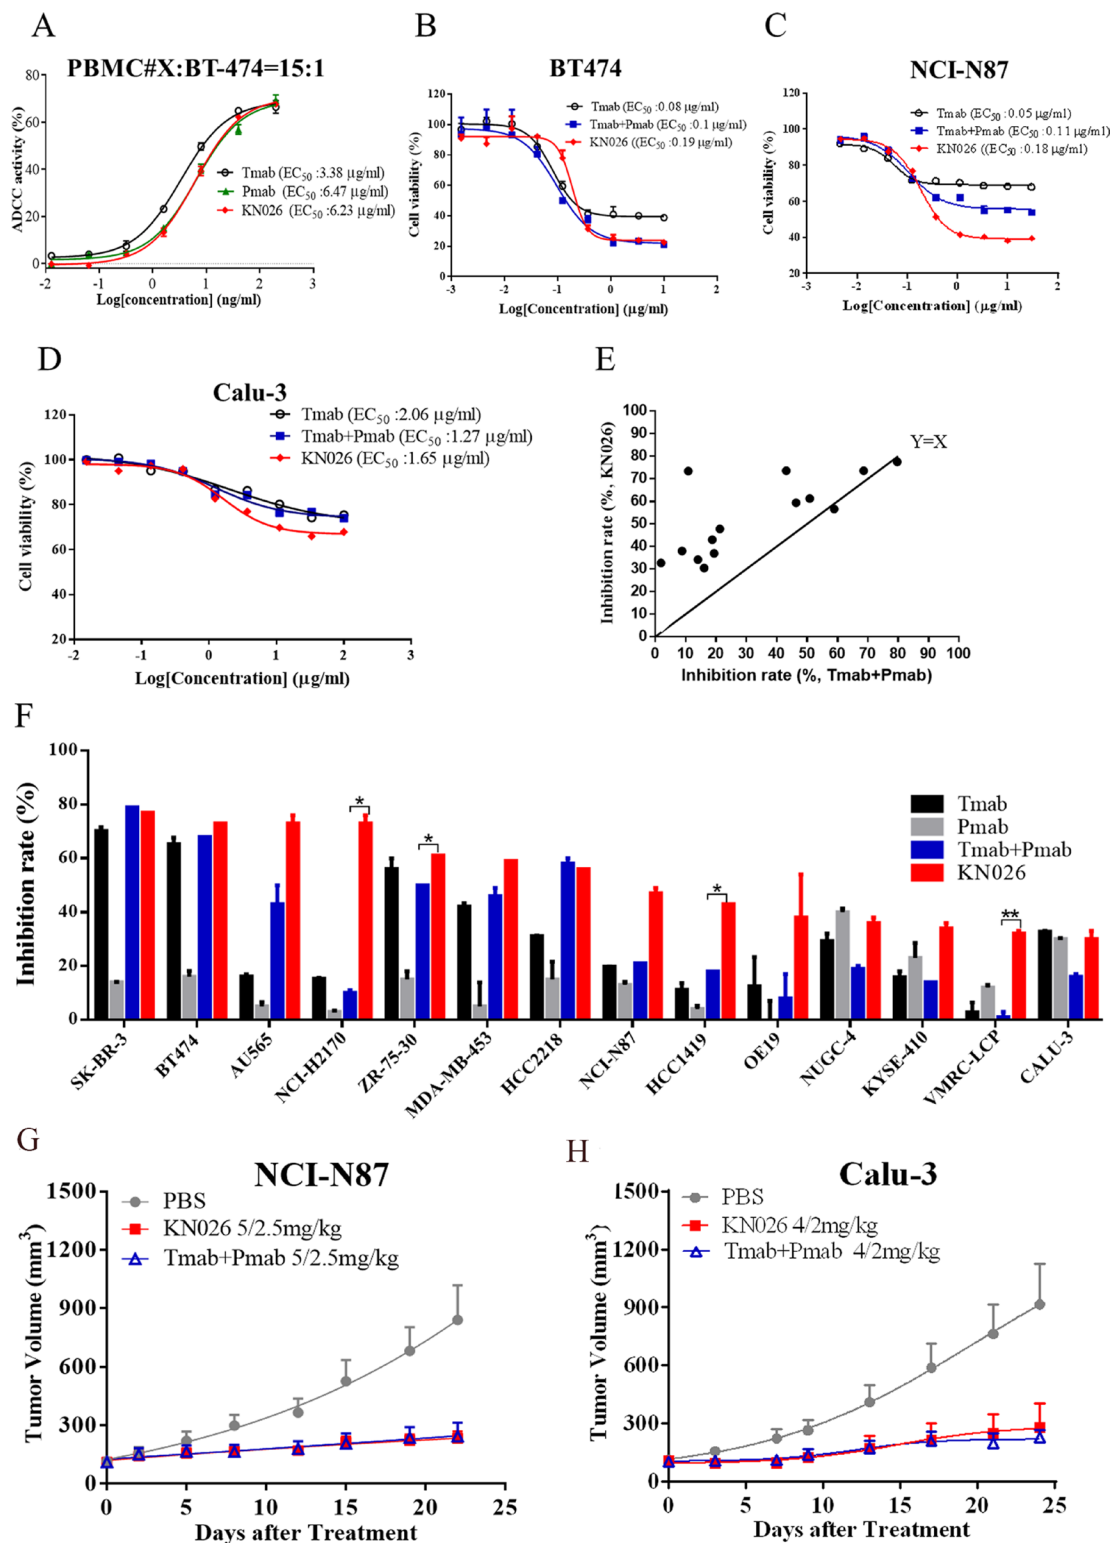 A
PBMC#X:BT-474=15:1
ADCC activity (%)
80
60
40
20
0
Tmab (EC50 :3.38 μg/ml)
Pmab (EC50 :6.47 μg/ml)
KN026 (EC50 :6.23 μg/ml)
-2 -1 0 1 2 3
Log[concentration] (ng/ml)
B
BT474
Cell viability (%)
120
100
80
60
40
20
0
Tmab (EC50 :0.08 μg/ml)
Tmab+Pmab (EC50 :0.1 μg/ml)
KN026 ((EC50 :0.19 μg/ml)
-3 -2 -1 0 1 2
Log[Concentration] (μg/ml)
C
NCI-N87
Cell viability (%)
120
100
80
60
40
20
Tmab (EC50 :0.05 μg/ml)
Tmab+Pmab (EC50 :0.11 μg/ml)
KN026 ((EC50 :0.18 μg/ml)
-3 -2 -1 0 1 2
Log[Concentration] (μg/ml)
D
Calu-3
Cell viability (%)
120
100
80
60
40
20
Tmab (EC50 :2.06 μg/ml)
Tmab+Pmab (EC50 :1.27 μg/ml)
KN026 (EC50 :1.65 μg/ml)
-2 -1 0 1 2 3
Log[Concentration] (μg/ml)
E
Inhibition rate (%, KN026)
100
90
80
70
60
50
40
30
20
10
0
Y=X
0 10 20 30 40 50 60 70 80 90 100
Inhibition rate (%, Tmab+Pmab)
F
Inhibition rate (%)
100
80
60
40
20
0
* * * **
Tmab
Pmab
Tmab+Pmab
KN026
SK-BR-3
BT474
AU565
NCI-H2170
ZR-75-30
MDA-MB-453
HCC2218
NCI-N87
HCC1419
OE19
NUGC-4
KYSE-410
VMRC-LCP
CALU-3
G
NCI-N87
Tumor Volume (mm3)
1500
1200
900
600
300
0
PBS
KN026 5/2.5mg/kg
Tmab+Pmab 5/2.5mg/kg
0 5 10 15 20 25
Days after Treatment
H
Calu-3
Tumor Volume (mm3)
1500
1200
900
600
300
0
PBS
KN026 4/2mg/kg
Tmab+Pmab 4/2mg/kg
0 5 10 15 20 25
Days after Treatment